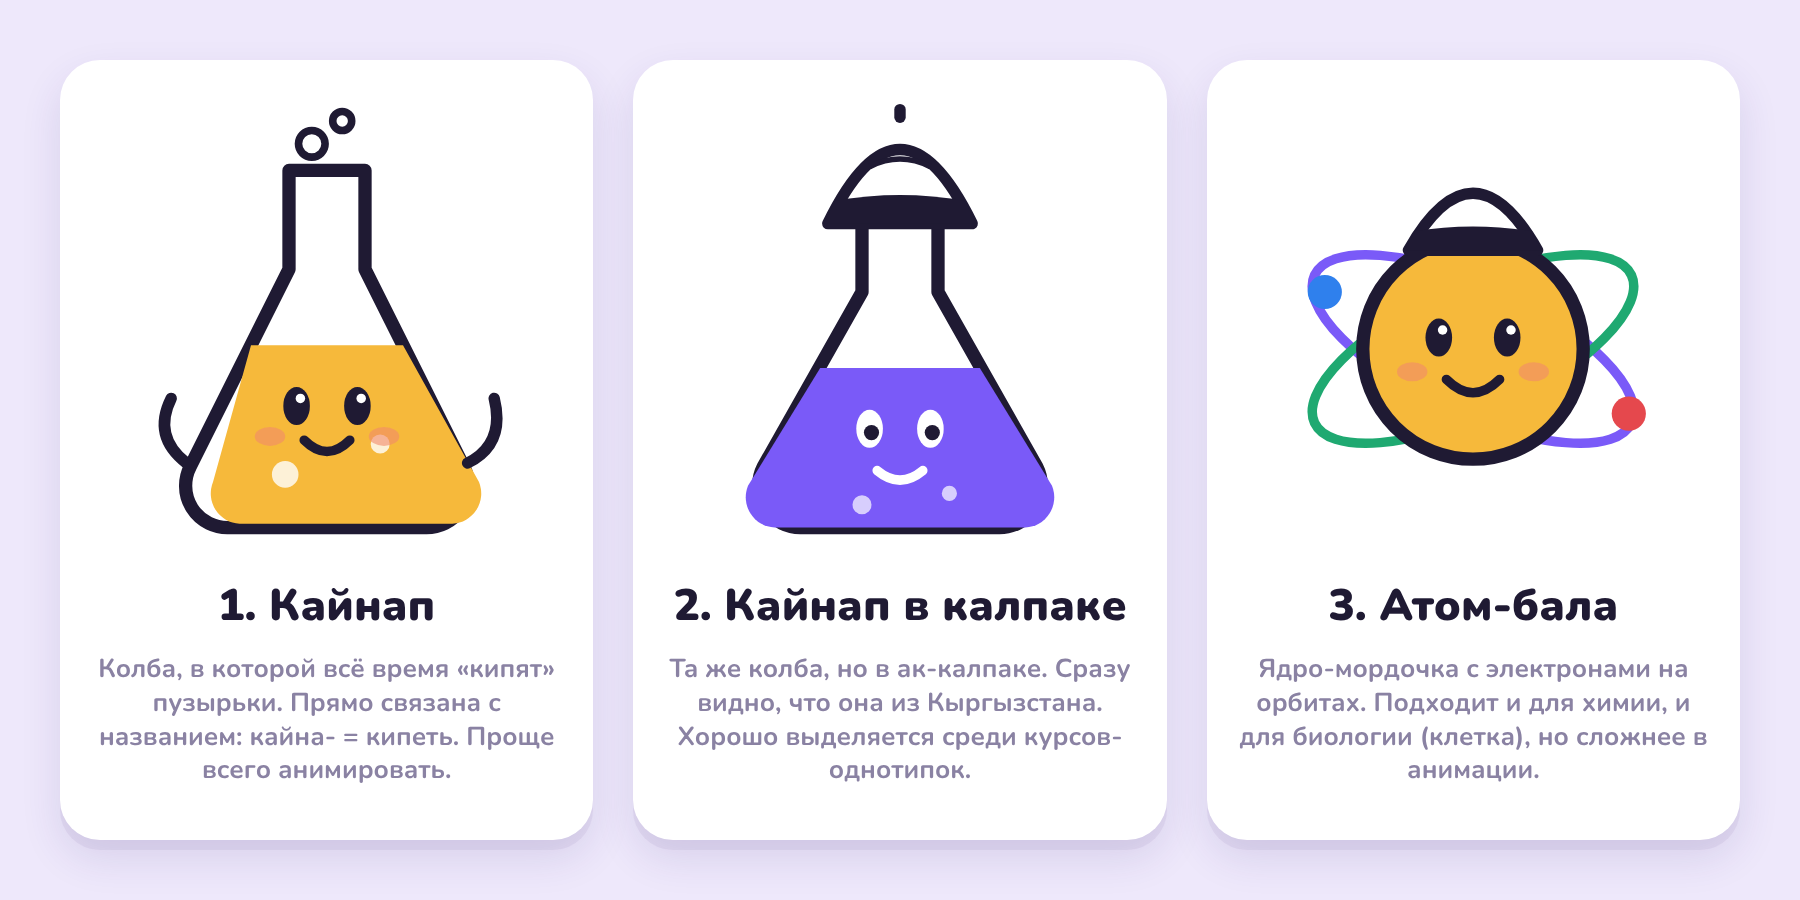 1. Кайнап
Колба, в которой всё время «кипят»
пузырьки. Прямо связана с
названием: кайна- = кипеть. Проще
всего анимировать.
2. Кайнап в калпаке
Та же колба, но в ак-калпаке. Сразу
видно, что она из Кыргызстана.
Хорошо выделяется среди курсов-
однотипок.
3. Атом-бала
Ядро-мордочка с электронами на
орбитах. Подходит и для химии, и
для биологии (клетка), но сложнее в
анимации.